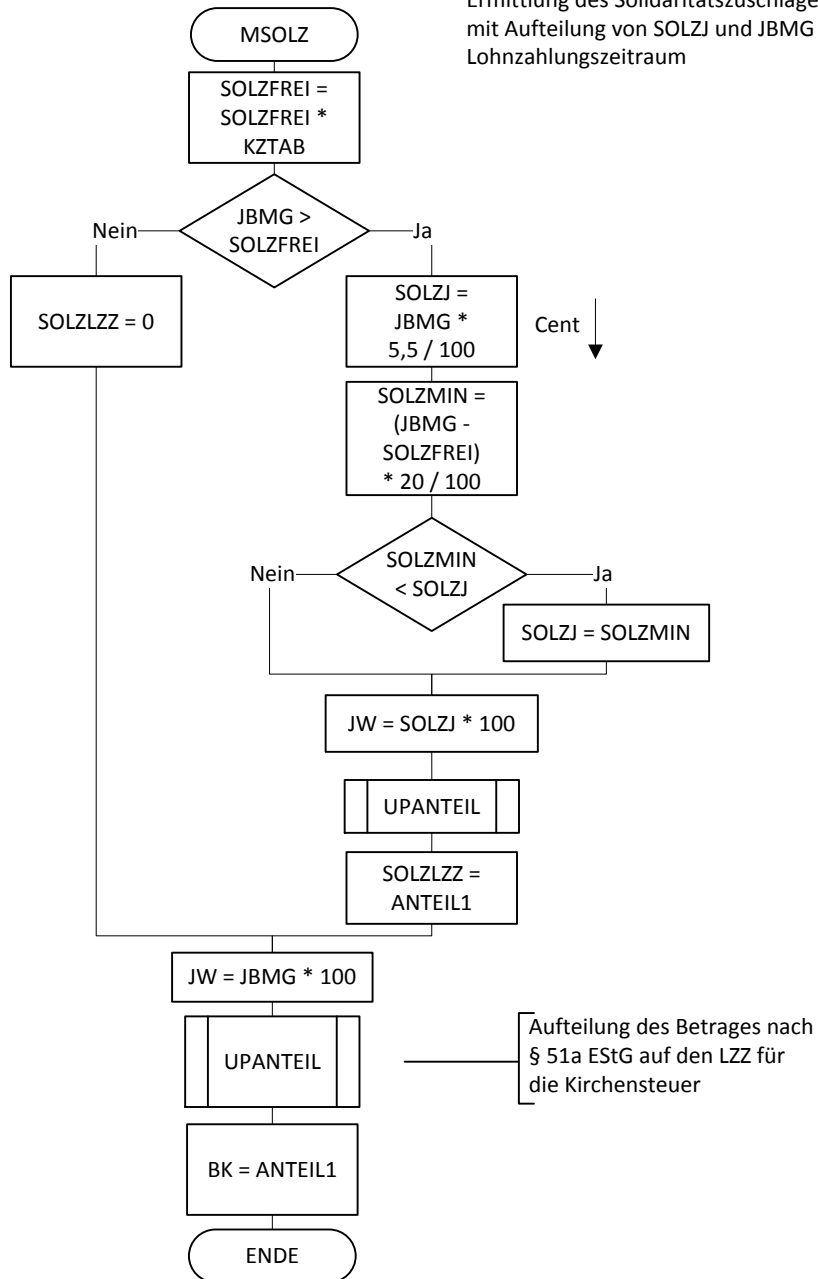 Ermittlung des Solidaritätszuschlage
mit Aufteilung von SOLZJ und JBMG
Lohnzahlungszeitraum
MSOLZ
SOLZFREI =
SOLZFREI *
KZTAB
JBMG >
SOLZFREI
Nein
Ja
SOLZLZZ = 0
SOLZJ =
JBMG *
5,5 / 100
Cent
SOLZMIN =
(JBMG -
SOLZFREI)
* 20 / 100
SOLZMIN
< SOLZJ
Nein
Ja
SOLZJ = SOLZMIN
JW = SOLZJ * 100
UPANTEIL
SOLZLZZ =
ANTEIL1
JW = JBMG * 100
UPANTEIL
Aufteilung des Betrages nach
§ 51a EStG auf den LZZ für
die Kirchensteuer
BK = ANTEIL1
ENDE